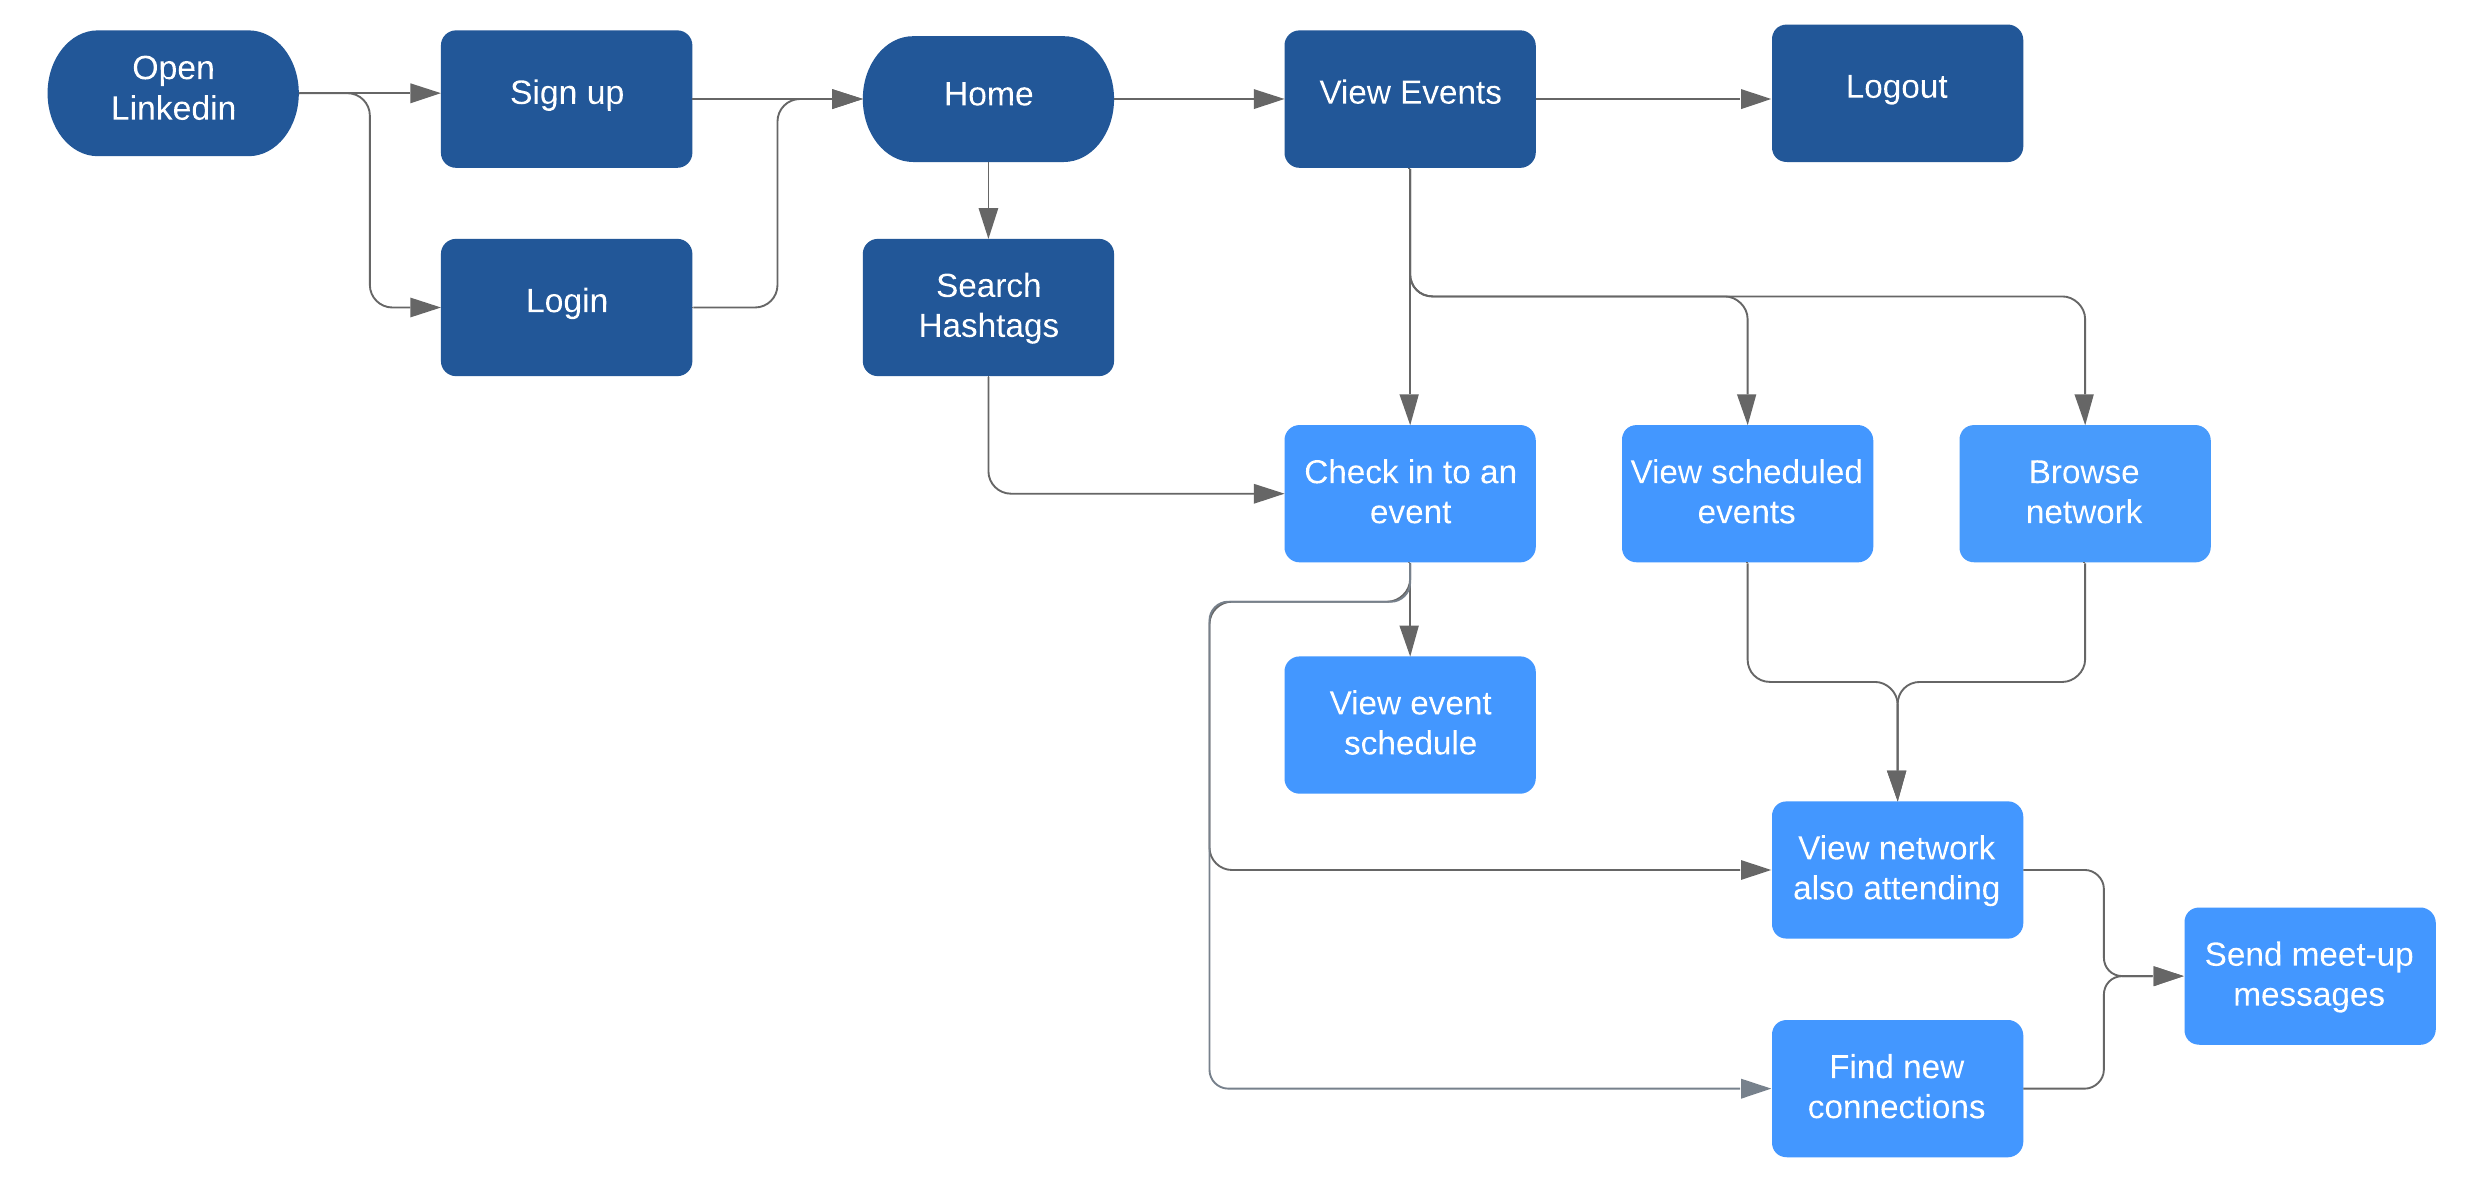 Open
Linkedin
Sign up
Home
View Events
Logout
Login
Search
Hashtags
Check in to an
event
View scheduled
events
Browse
network
View event
schedule
View network
also attending
Send meet-up
messages
Find new
connections